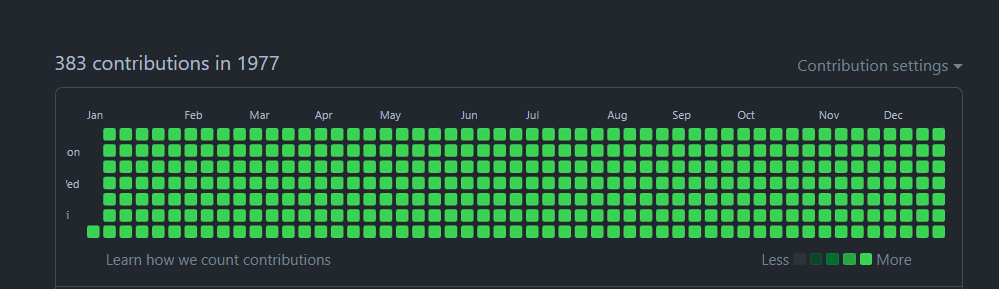 383 contributions in 1977
Contribution settings
Jan Feb Mar Apr May Jun Jul Aug Sep Oct Nov Dec
on
Ved
i
Learn how we count contributions
Less More